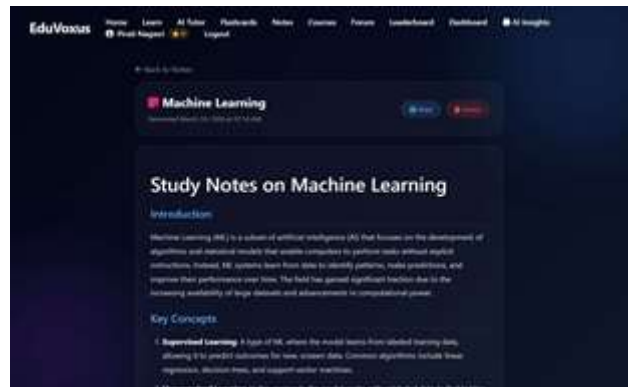 EduVoxus
Home Learn AI Tutor Flashcards Notes Courses Forum Leaderboard Dashboard AI Insights
Logout
← Back to Notes
Machine Learning
Study Notes on Machine Learning
Introduction
Machine Learning (ML) is a subset of artificial intelligence (AI) that focuses on the development of
algorithms and statistical models that enable computers to perform tasks without explicit
instructions. Instead, ML systems learn from data to identify patterns, make predictions, and
improve their performance over time. The field has gained significant traction due to the
increasing availability of large datasets and advancements in computational power.
Key Concepts
1. Supervised Learning: A type of ML where the model learns from labeled training data,
allowing it to predict outcomes for new, unseen data. Common algorithms include linear
regression, decision trees, and support vector machines.